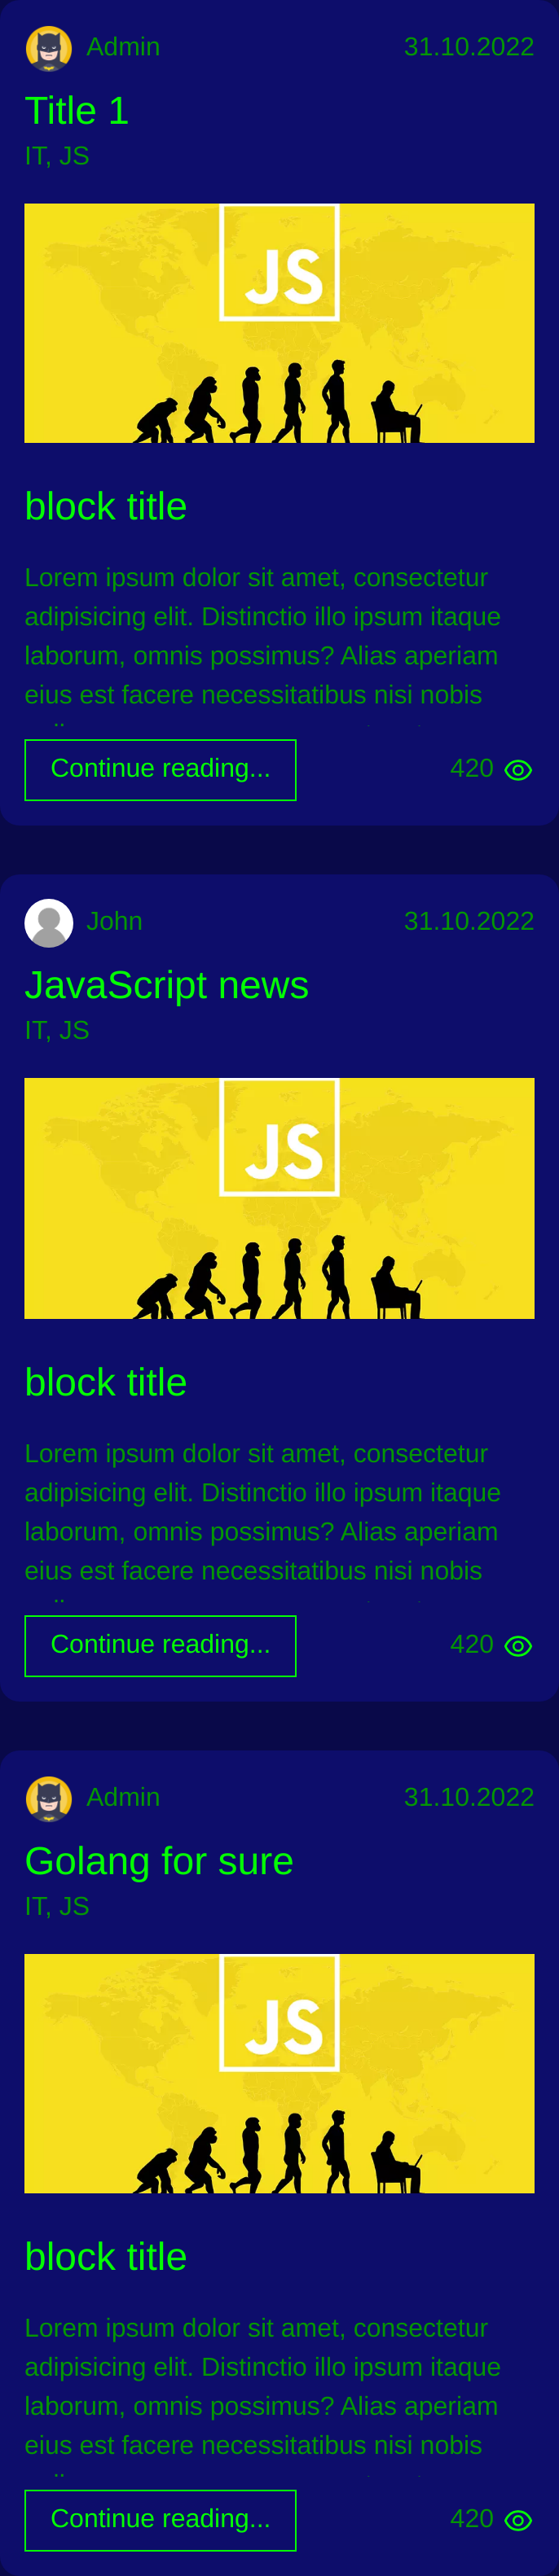 Admin 31.10.2022
Title 1
IT, JS
JS
block title
Lorem ipsum dolor sit amet, consectetur
adipisicing elit. Distinctio illo ipsum itaque
laborum, omnis possimus? Alias aperiam
eius est facere necessitatibus nisi nobis
Continue reading... 420
John 31.10.2022
JavaScript news
IT, JS
JS
block title
Lorem ipsum dolor sit amet, consectetur
adipisicing elit. Distinctio illo ipsum itaque
laborum, omnis possimus? Alias aperiam
eius est facere necessitatibus nisi nobis
Continue reading... 420
Admin 31.10.2022
Golang for sure
IT, JS
JS
block title
Lorem ipsum dolor sit amet, consectetur
adipisicing elit. Distinctio illo ipsum itaque
laborum, omnis possimus? Alias aperiam
eius est facere necessitatibus nisi nobis
Continue reading... 420